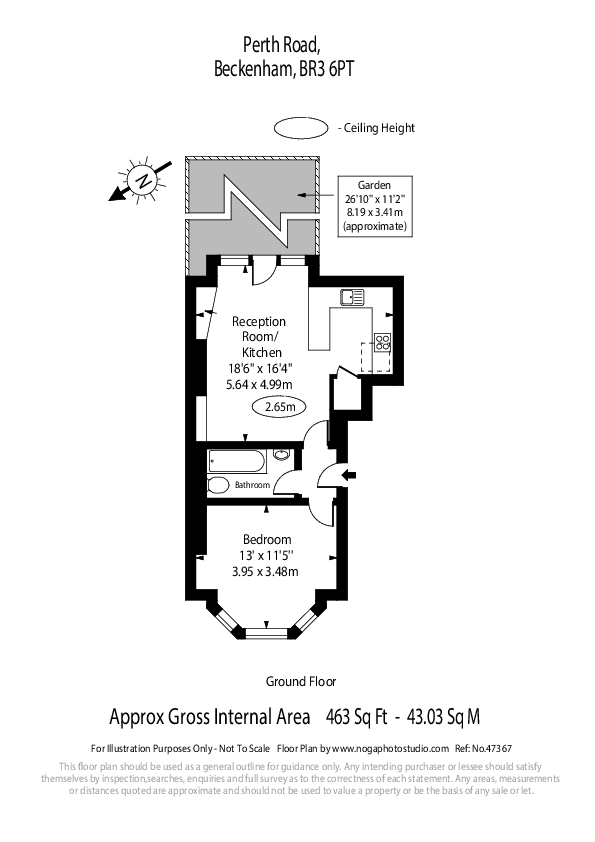 Perth Road,
Beckenham, BR3 6PT
- Ceiling Height
N
Garden
26'10" x 11'2"
8.19 x 3.41m
(approximate)
Reception
Room/
Kitchen
18'6" x 16'4"
5.64 x 4.99m
2.65m
Bathroom
Bedroom
13' x 11'5''
3.95 x 3.48m
Ground Floor
Approx Gross Internal Area 463 Sq Ft - 43.03 Sq M
For Illustration Purposes Only - Not To Scale Floor Plan by www.nogaphotostudio.com Ref: No.47367
This floor plan should be used as a general outline for guidance only. Any intending purchaser or lessee should satisfy
themselves by inspection,searches, enquiries and full survey as to the correctness of each statement. Any areas, measurements
or distances quoted are approximate and should not be used to value a property or be the basis of any sale or let.